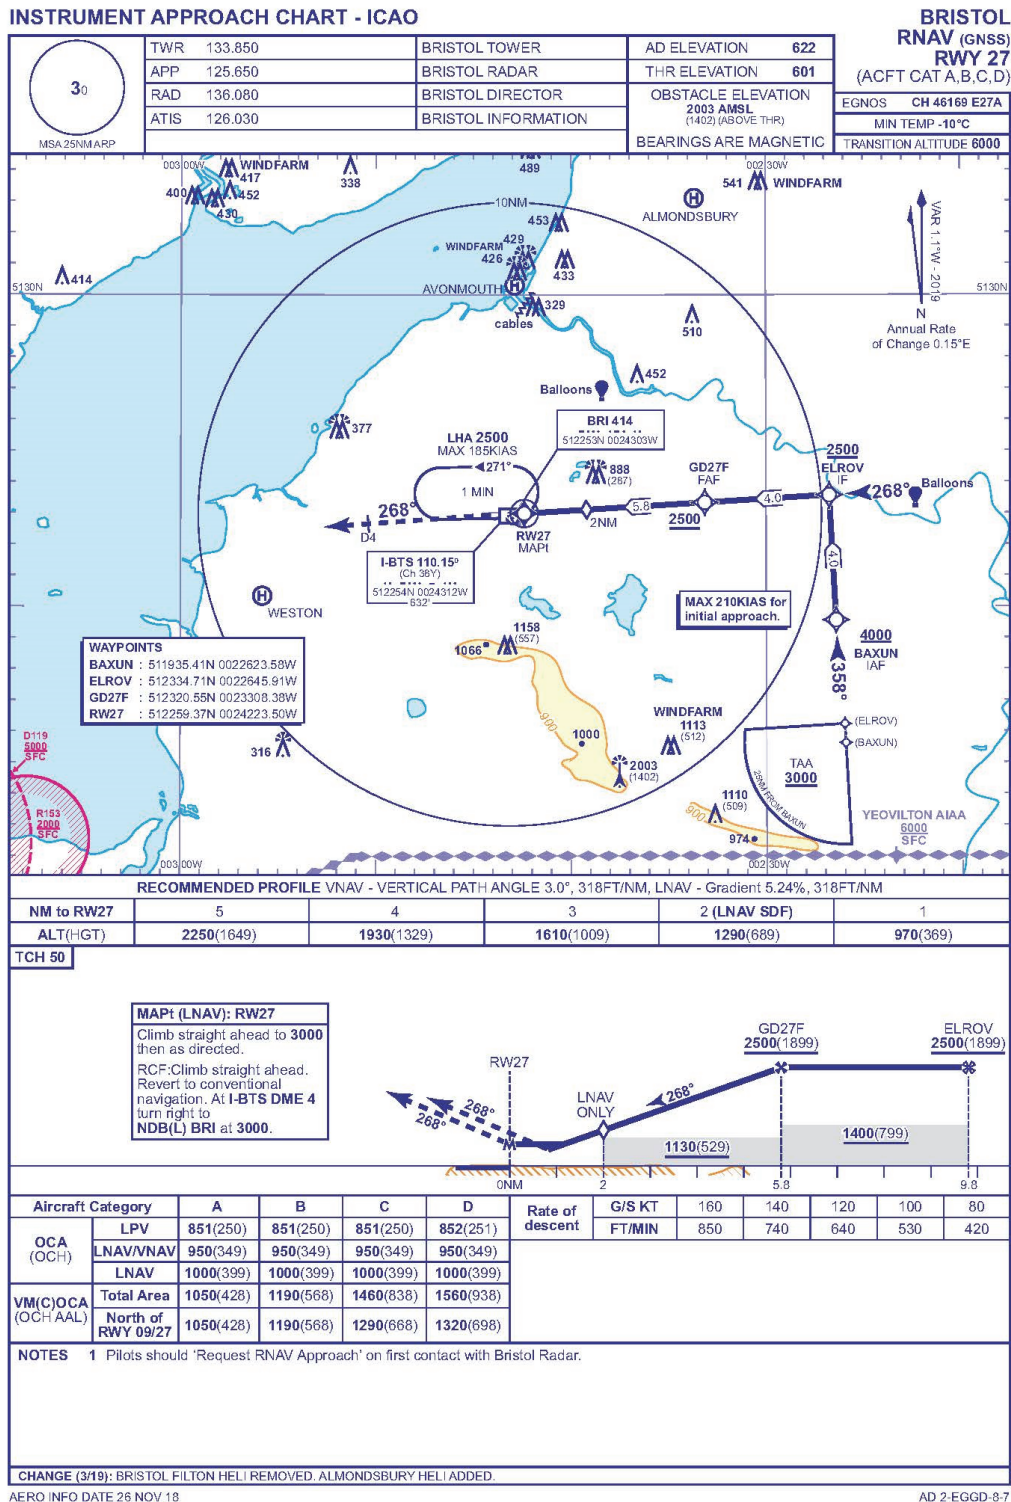 INSTRUMENT APPROACH CHART - ICAO
BRISTOL
RNAV (GNSS)
RWY 27
(ACFT CAT A,B,C,D)
30
MSA 25NM ARP
TWR 133.850 BRISTOL TOWER
APP 125.650 BRISTOL RADAR
RAD 136.080 BRISTOL DIRECTOR
ATIS 126.030 BRISTOL INFORMATION
AD ELEVATION 622
THR ELEVATION 601
OBSTACLE ELEVATION
2003 AMSL
(1402) (ABOVE THR)
BEARINGS ARE MAGNETIC
EGNOS CH 46169 E27A
MIN TEMP -10°C
TRANSITION ALTITUDE 6000
003 00W
002 30W
WINDFARM
417
400
452
430
338
489
541 WINDFARM
ALMONDSBURY
10NM
453
WINDFARM
429
426
433
AVONMOUTH
329
cables
414
5130N
5130N
510
VAR 1.1°W - 2019
N
Annual Rate
of Change 0.15°E
452
Balloons
BRI 414
512253N 0024303W
377
LHA 2500
MAX 185KIAS
271°
1 MIN
888
(287)
GD27F
FAF
2500
ELROV
IF
268°
Balloons
268°
D4
RW27
MAPt
2NM
5.8
2500
4.0
4.0
I-BTS 110.15D
(Ch 38Y)
512254N 0024312W
632'
WESTON
MAX 210KIAS for
initial approach.
4000
BAXUN
IAF
358°
1158
(557)
1066
WAYPOINTS
BAXUN : 511935.41N 0022623.58W
ELROV : 512334.71N 0022645.91W
GD27F : 512320.55N 0023308.38W
RW27 : 512259.37N 0024223.50W
316
900
1000
WINDFARM
1113
(512)
2003
(1402)
(ELROV)
(BAXUN)
TAA
3000
25NM FROM BAXUN
1110
(509)
900
974
D119
5000
SFC
R153
2000
SFC
YEOVILTON AIAA
6000
SFC
003 00W
002 30W
RECOMMENDED PROFILE VNAV - VERTICAL PATH ANGLE 3.0°, 318FT/NM, LNAV - Gradient 5.24%, 318FT/NM
NM to RW27 5 4 3 2 (LNAV SDF) 1
ALT(HGT) 2250(1649) 1930(1329) 1610(1009) 1290(689) 970(369)
TCH 50
MAPt (LNAV): RW27
Climb straight ahead to 3000
then as directed.
RCF:Climb straight ahead.
Revert to conventional
navigation. At I-BTS DME 4
turn right to
NDB(L) BRI at 3000.
RW27
268°
268°
LNAV
ONLY
268°
GD27F
2500(1899)
ELROV
2500(1899)
1130(529)
1400(799)
0NM 2 5.8 9.8
Aircraft Category A B C D
OCA
(OCH)
LPV 851(250) 851(250) 851(250) 852(251)
LNAV/VNAV 950(349) 950(349) 950(349) 950(349)
LNAV 1000(399) 1000(399) 1000(399) 1000(399)
VM(C)OCA
(OCH AAL)
Total Area 1050(428) 1190(568) 1460(838) 1560(938)
North of
RWY 09/27 1050(428) 1190(568) 1290(668) 1320(698)
Rate of
descent
G/S KT 160 140 120 100 80
FT/MIN 850 740 640 530 420
NOTES 1 Pilots should 'Request RNAV Approach' on first contact with Bristol Radar.
CHANGE (3/19): BRISTOL FILTON HELI REMOVED. ALMONDSBURY HELI ADDED.
AERO INFO DATE 26 NOV 18
AD 2-EGGD-8-7